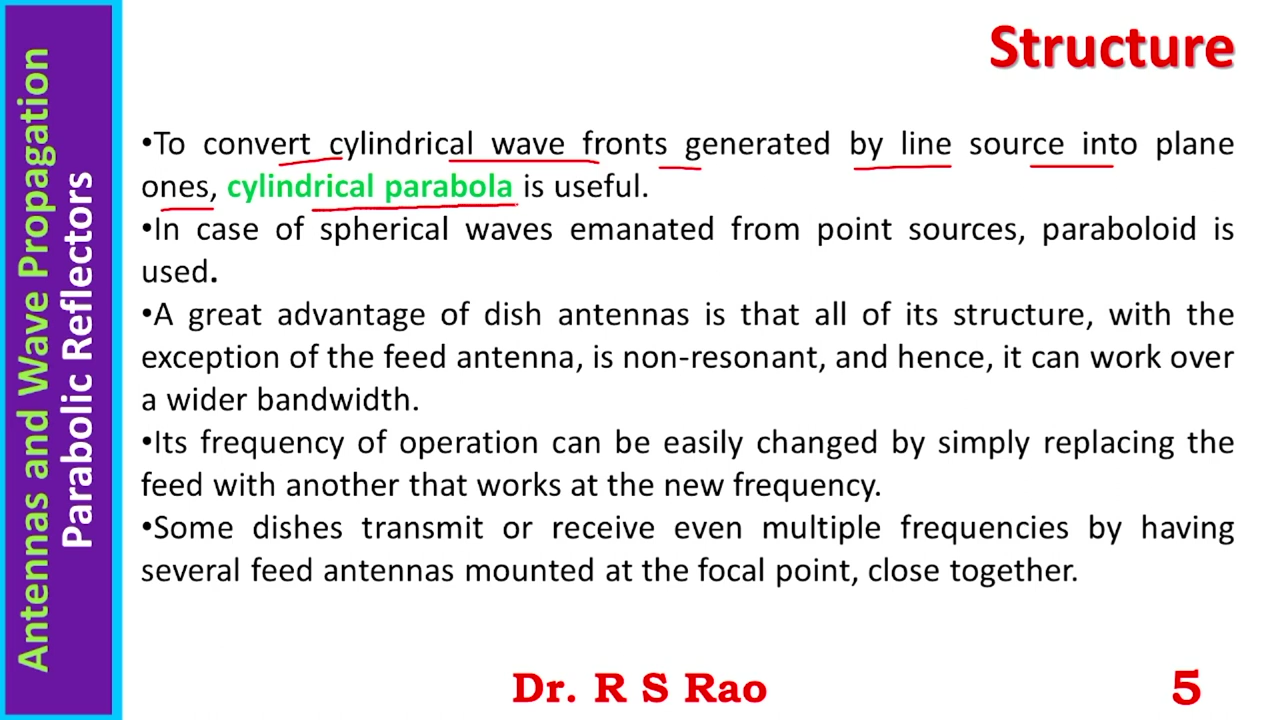 Antennas and Wave Propagation
Parabolic Reflectors
Structure
•To convert cylindrical wave fronts generated by line source into plane
ones, cylindrical parabola is useful.
•In case of spherical waves emanated from point sources, paraboloid is
used.
•A great advantage of dish antennas is that all of its structure, with the
exception of the feed antenna, is non-resonant, and hence, it can work over
a wider bandwidth.
•Its frequency of operation can be easily changed by simply replacing the
feed with another that works at the new frequency.
•Some dishes transmit or receive even multiple frequencies by having
several feed antennas mounted at the focal point, close together.
Dr. R S Rao
5